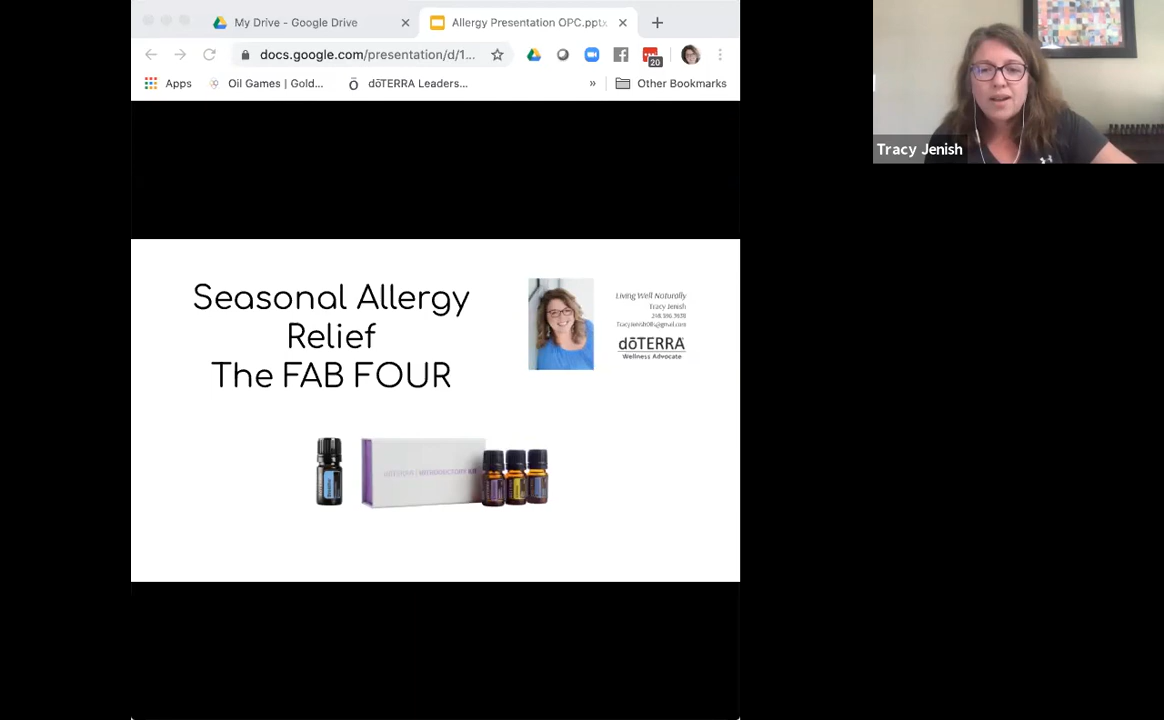 My Drive - Google Drive
Allergy Presentation OPC.pptx
docs.google.com/presentation/d/1...
20
Apps
Oil Games | Gold...
dōTERRA Leaders...
»
Other Bookmarks
Tracy Jenish
Seasonal Allergy
Relief
The FAB FOUR
Living Well Naturally
Tracy Jenish
dōTERRA
Wellness Advocate